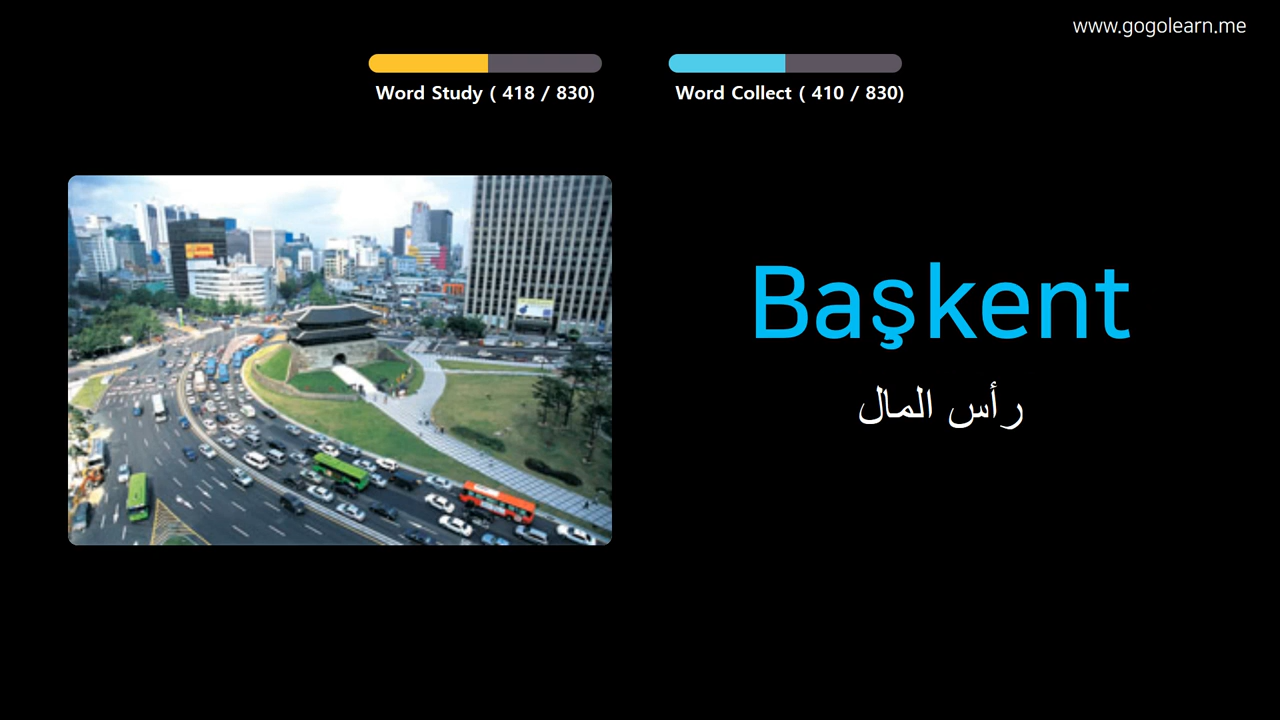 www.gogolearn.me
Word Study ( 418 / 830)
Word Collect ( 410 / 830)
Başkent
رأس المال